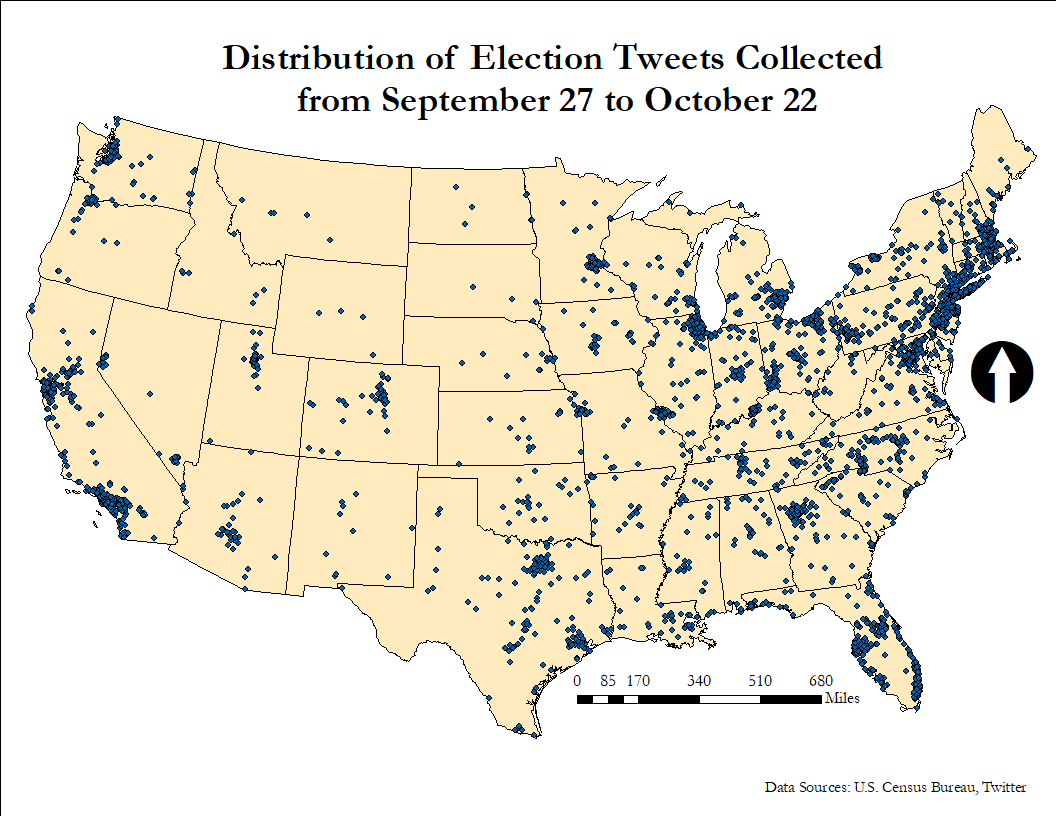 Distribution of Election Tweets Collected
from September 27 to October 22
0 85 170 340 510 680
Miles
Data Sources: U.S. Census Bureau, Twitter